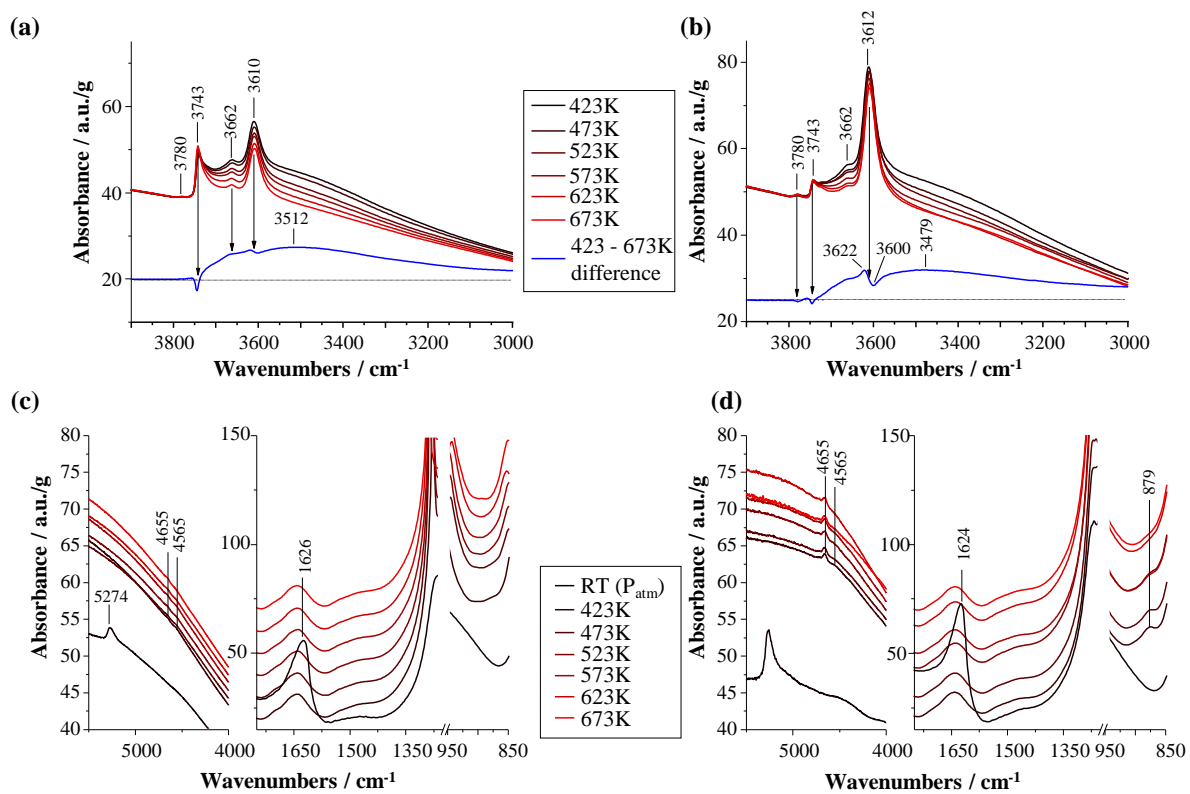 (a)
Absorbance / a.u./g
60
40
20
3780
3743
3662
3610
3512
3800
3600
3400
3200
3000
Wavenumbers / cm-1
423K
473K
523K
573K
623K
673K
423 - 673K
difference
(b)
Absorbance / a.u./g
80
60
40
20
3780
3743
3662
3612
3622
3600
3479
3800
3600
3400
3200
3000
Wavenumbers / cm-1
(c)
Absorbance / a.u./g
80
75
70
65
60
55
50
45
40
5274
4655
4565
5000
4000
150
100
50
1626
1650
1500
1350
950
850
Wavenumbers / cm-1
RT (Patm)
423K
473K
523K
573K
623K
673K
(d)
Absorbance / a.u./g
80
75
70
65
60
55
50
45
40
4655
4565
5000
4000
150
100
50
1624
879
1650
1500
1350
950
850
Wavenumbers / cm-1